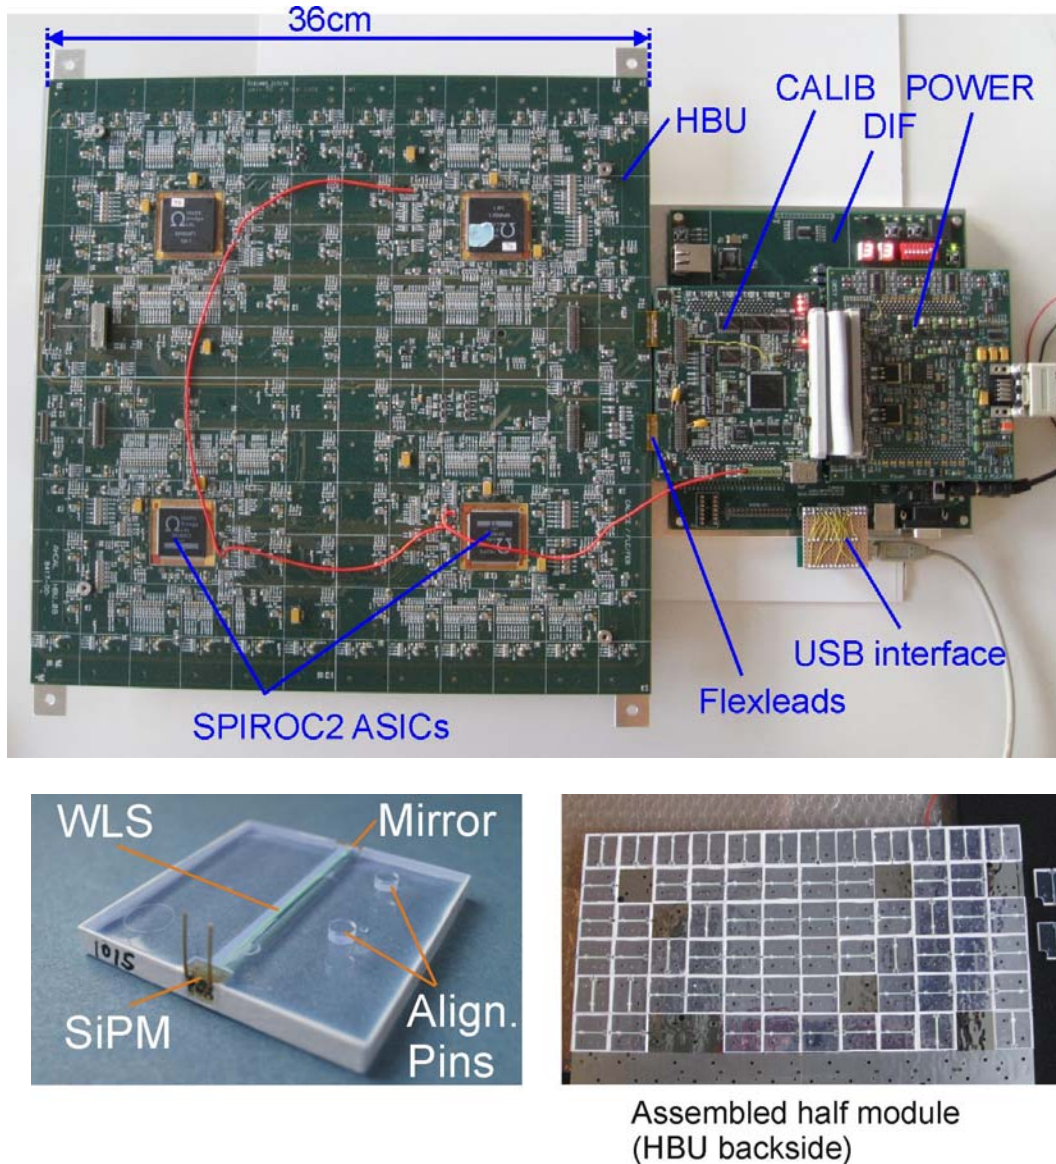 36cm
CALIB POWER
HBU
DIF
USB interface
Flexleads
SPIROC2 ASICs
WLS
Mirror
1015
SiPM
Align.
Pins
Assembled half module
(HBU backside)